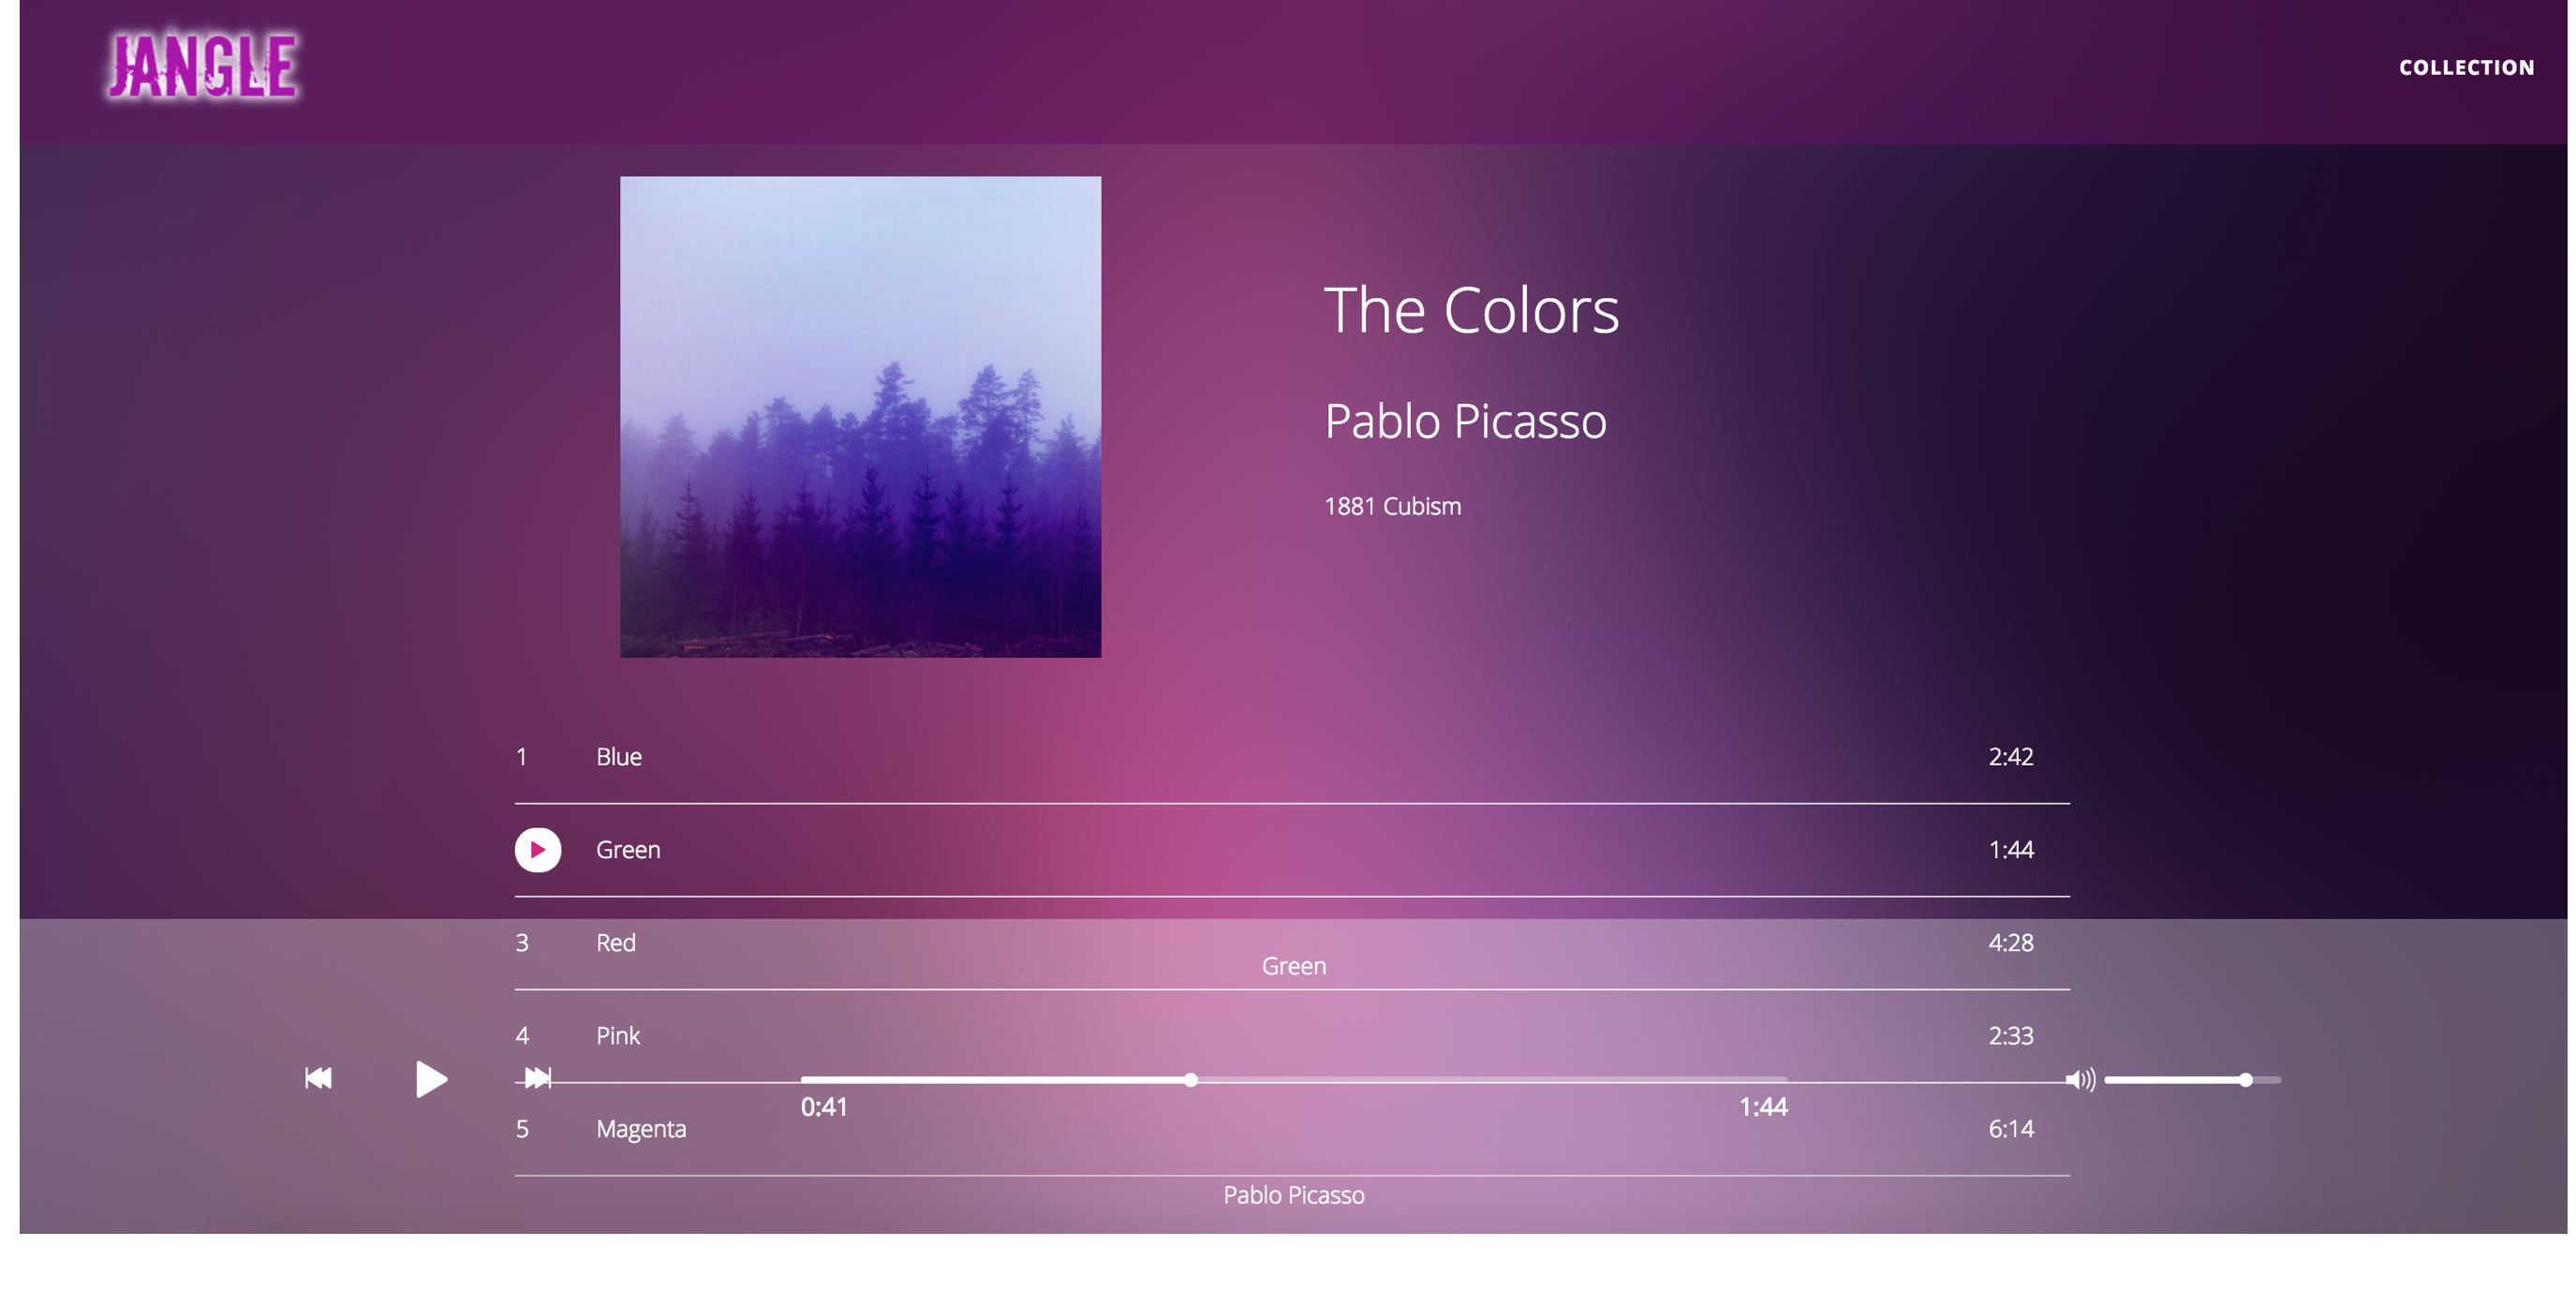 JANGLE
COLLECTION
The Colors
Pablo Picasso
1881 Cubism
1 Blue 2:42
Green 1:44
3 Red 4:28
Green
4 Pink 2:33
0:41 1:44
5 Magenta 6:14
Pablo Picasso